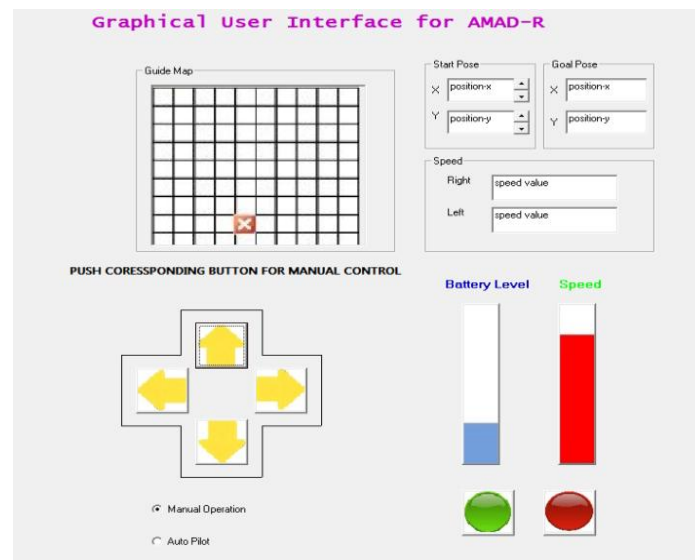 Graphical User Interface for AMAD-R
Guide Map
Start Pose
X position-x
Y position-y
Goal Pose
X position-x
Y position-y
Speed
Right speed value
Left speed value
PUSH CORESSPONDING BUTTON FOR MANUAL CONTROL
Battery Level
Speed
Manual Operation
Auto Pilot